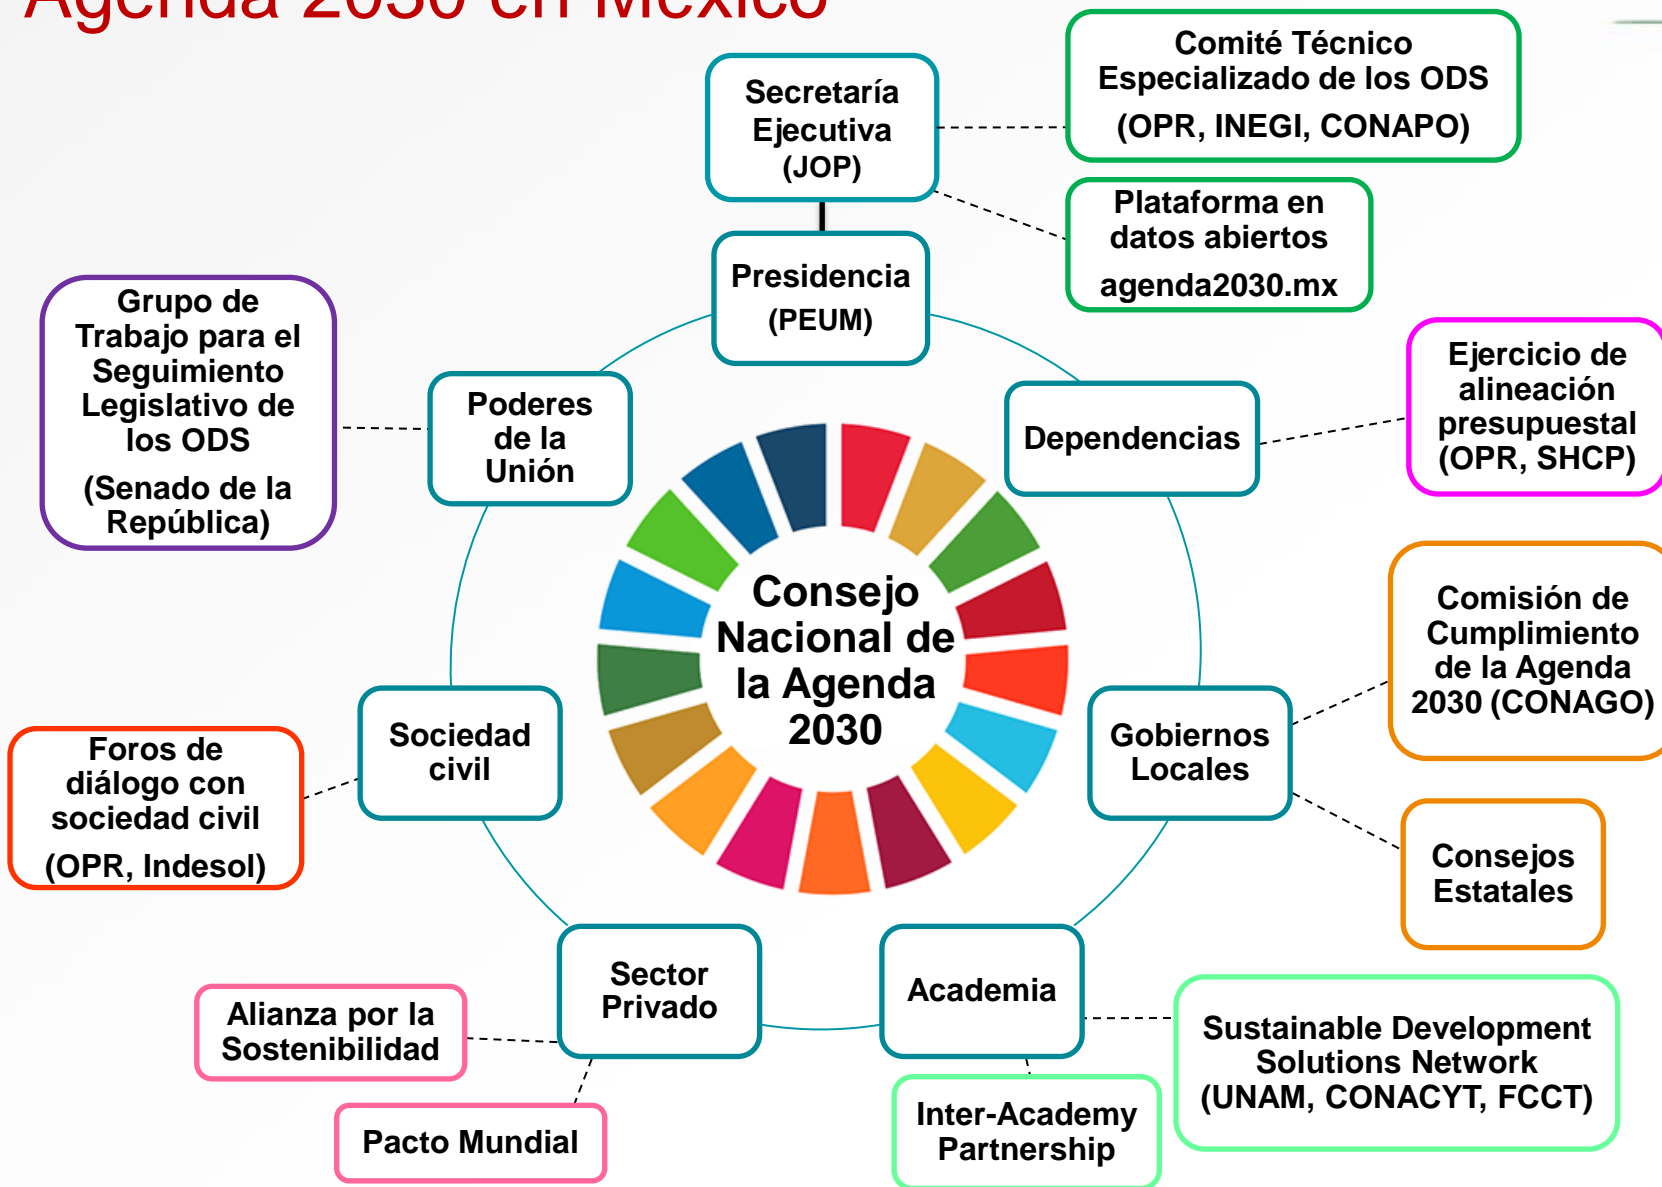 Agenda 2030 en México
Secretaría
Ejecutiva
(JOP)
Comité Técnico
Especializado de los ODS
(OPR, INEGI, CONAPO)
Plataforma en
datos abiertos
agenda2030.mx
Presidencia
(PEUM)
Grupo de
Trabajo para el
Seguimiento
Legislativo de
los ODS
(Senado de la
República)
Poderes
de la
Unión
Dependencias
Ejercicio de
alineación
presupuestal
(OPR, SHCP)
Consejo
Nacional de
la Agenda
2030
Comisión de
Cumplimiento
de la Agenda
2030 (CONAGO)
Sociedad
civil
Gobiernos
Locales
Foros de
diálogo con
sociedad civil
(OPR, Indesol)
Consejos
Estatales
Sector
Privado
Academia
Alianza por la
Sostenibilidad
Pacto Mundial
Sustainable Development
Solutions Network
(UNAM, CONACYT, FCCT)
Inter-Academy
Partnership